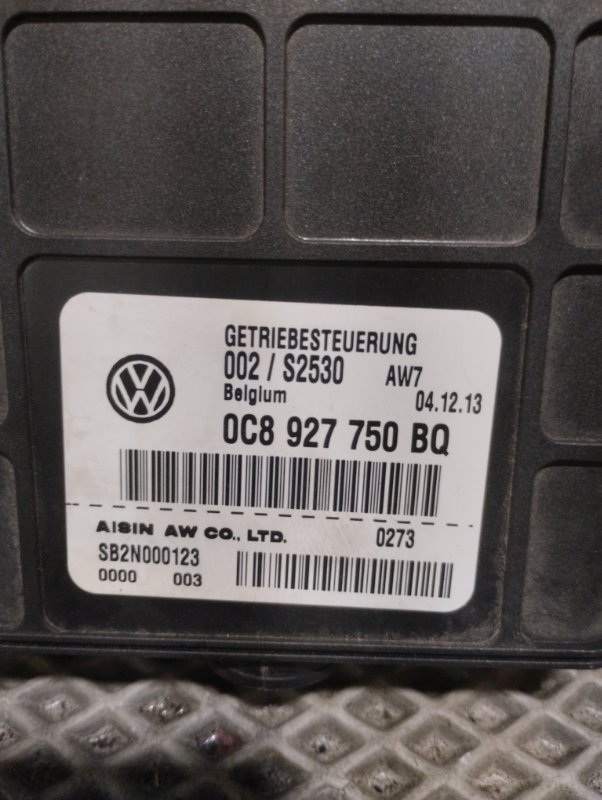 GETRIEBESTEUERUNG
002 / S2530 AW7
Belgium 04.12.13
0C8 927 750 BQ
AISIN AW CO., LTD. 0273
SB2N000123
0000 003